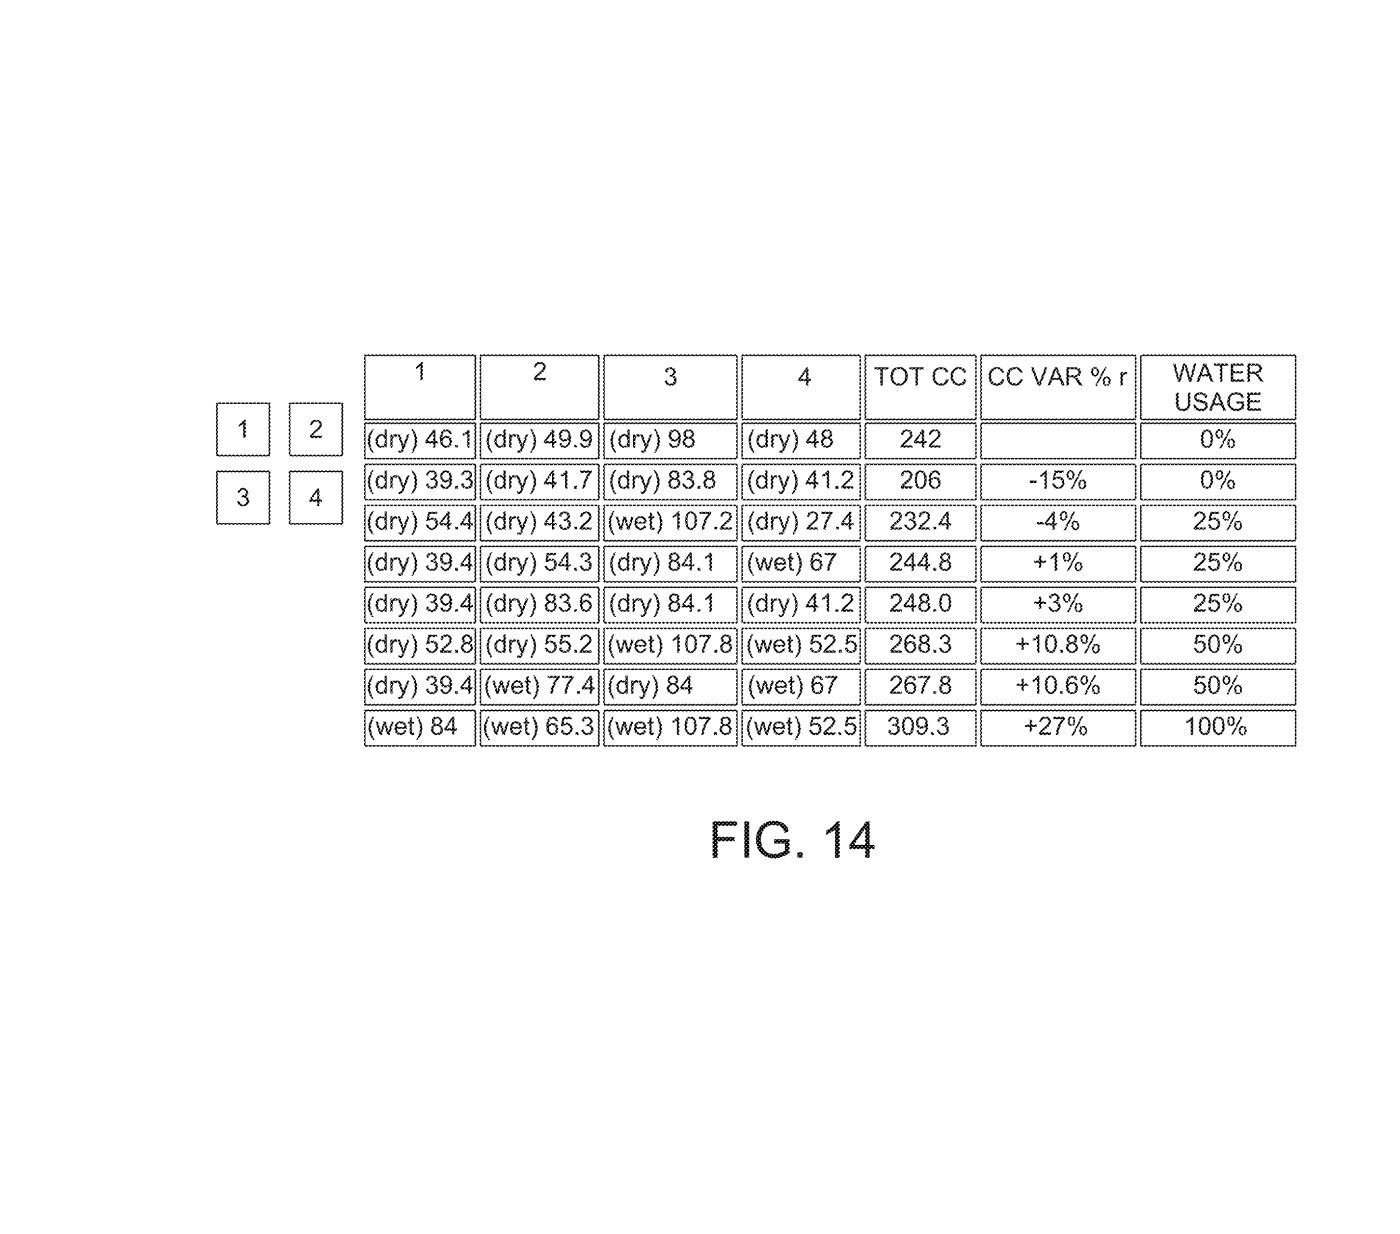 1 2 3 4 TOT CC CC VAR % r WATER USAGE
1 2
3 4
(dry) 46.1 (dry) 49.9 (dry) 98 (dry) 48 242 0%
(dry) 39.3 (dry) 41.7 (dry) 83.8 (dry) 41.2 206 -15% 0%
(dry) 54.4 (dry) 43.2 (wet) 107.2 (dry) 27.4 232.4 -4% 25%
(dry) 39.4 (dry) 54.3 (dry) 84.1 (wet) 67 244.8 +1% 25%
(dry) 39.4 (dry) 83.6 (dry) 84.1 (dry) 41.2 248.0 +3% 25%
(dry) 52.8 (dry) 55.2 (wet) 107.8 (wet) 52.5 268.3 +10.8% 50%
(dry) 39.4 (wet) 77.4 (dry) 84 (wet) 67 267.8 +10.6% 50%
(wet) 84 (wet) 65.3 (wet) 107.8 (wet) 52.5 309.3 +27% 100%
FIG. 14